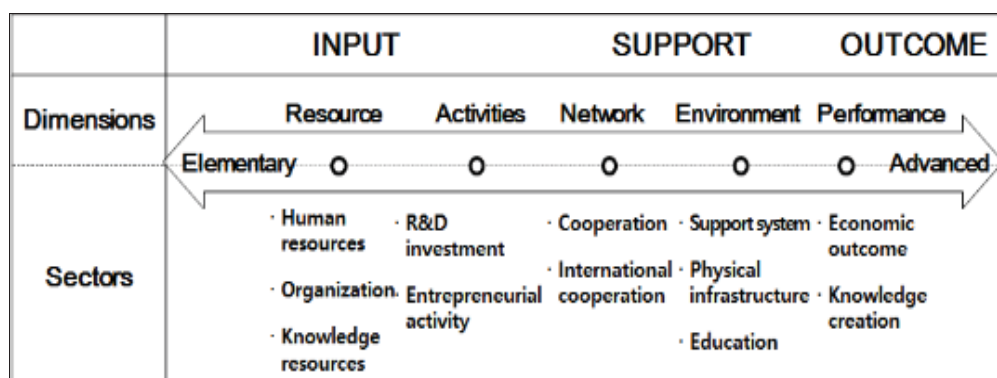 INPUT SUPPORT OUTCOME
Dimensions
Resource Activities Network Environment Performance
Elementary Advanced
Sectors
· Human
resources
· Organization
· Knowledge
resources
· R&D
investment
· Entrepreneurial
activity
· Cooperation
· International
cooperation
· Support system
· Physical
infrastructure
· Education
· Economic
outcome
· Knowledge
creation